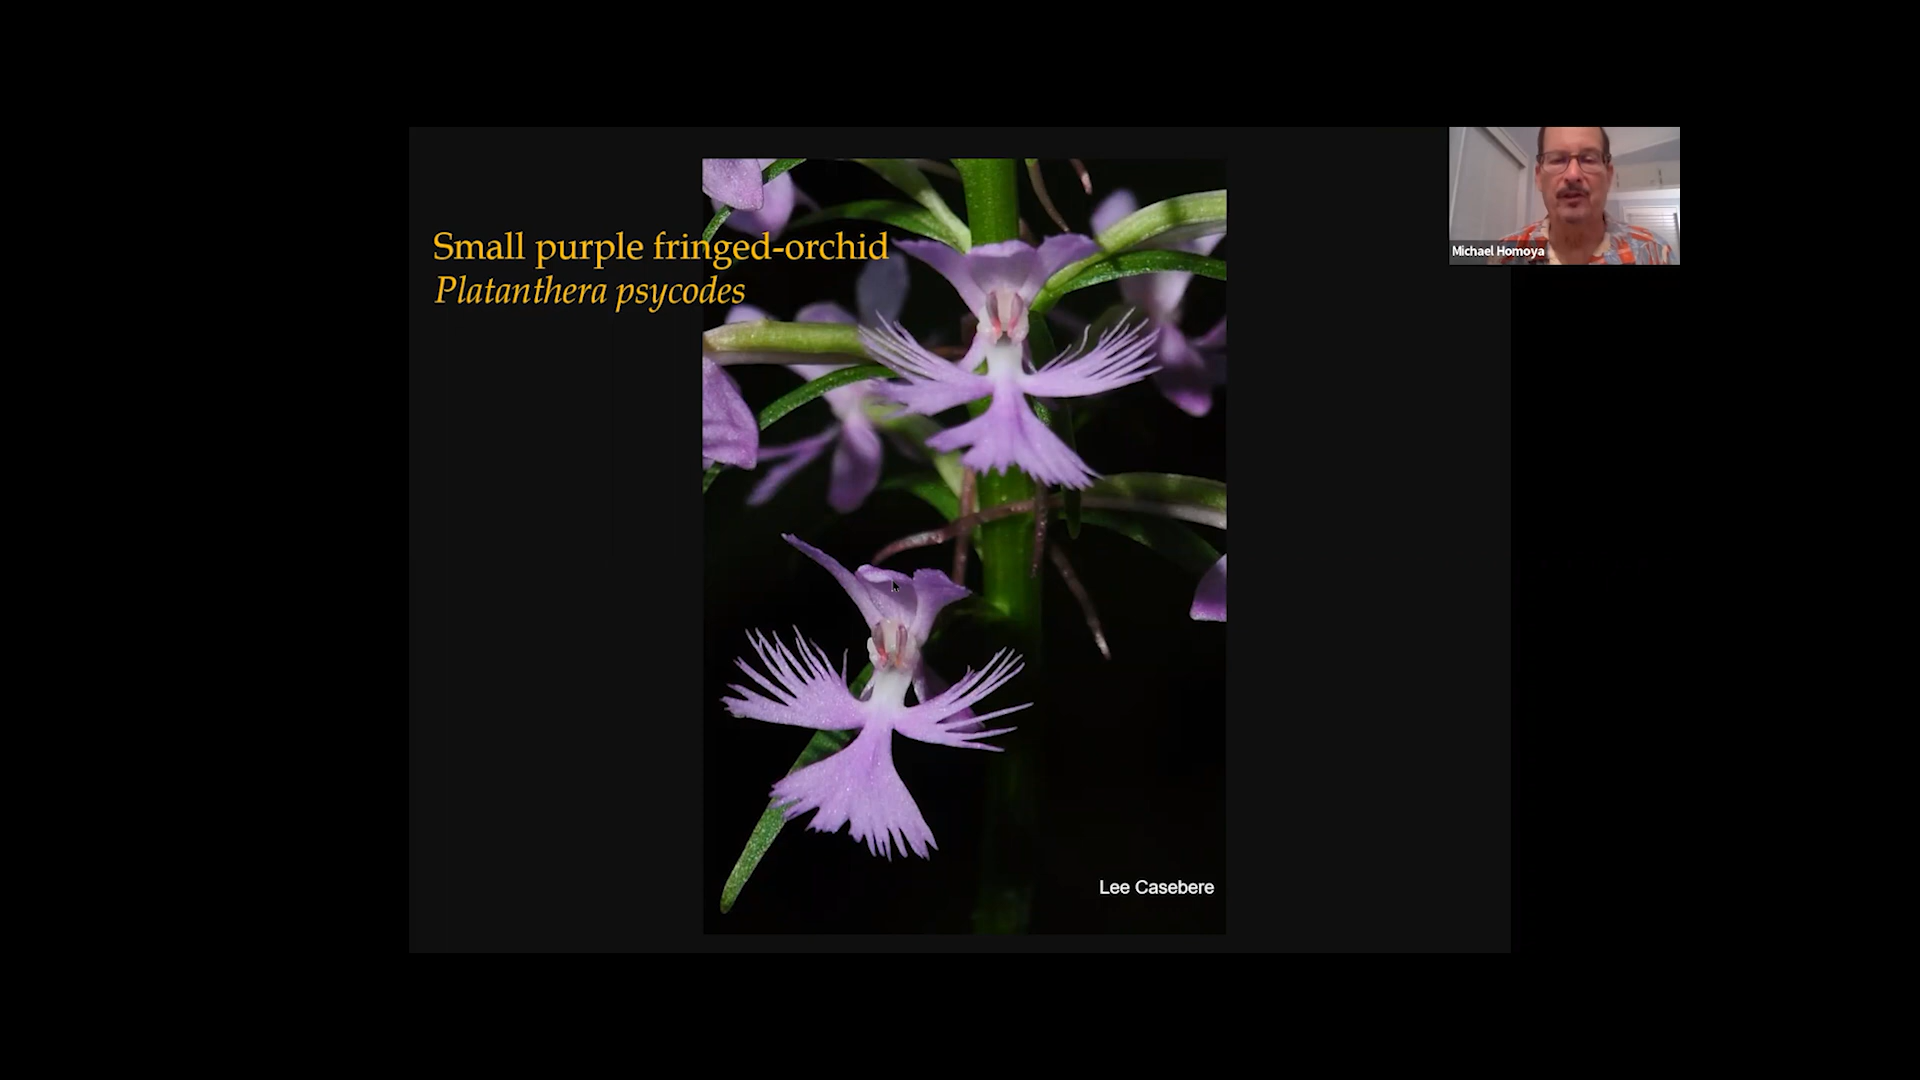 Small purple fringed-orchid
Platanthera psycodes
Michael Homoya
Lee Casebere